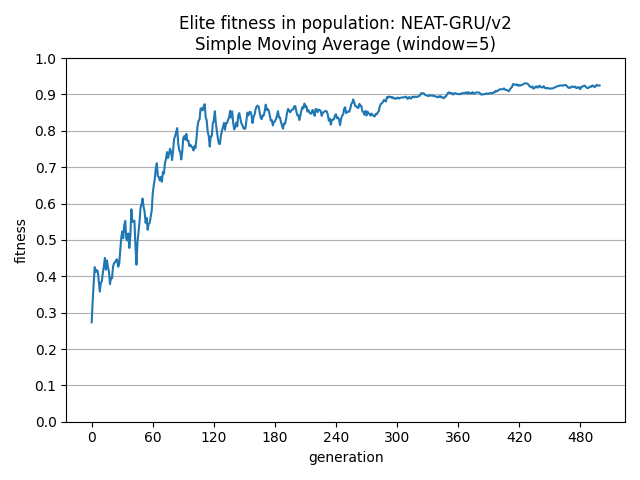 Elite fitness in population: NEAT-GRU/v2
Simple Moving Average (window=5)
1.0
0.9
0.8
0.7
0.6
0.5
0.4
0.3
0.2
0.1
0.0
fitness
0 60 120 180 240 300 360 420 480
generation